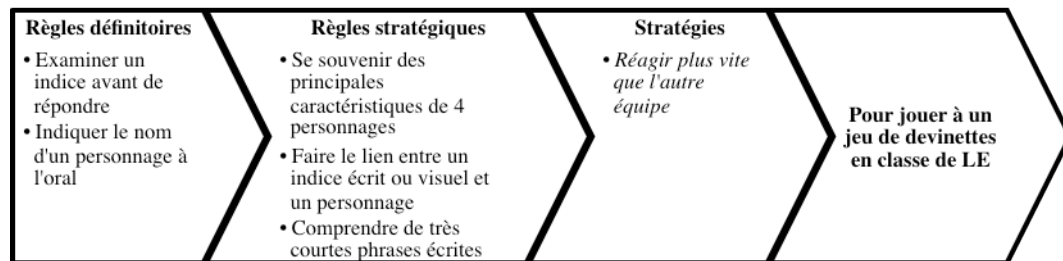 Règles définitoires
• Examiner un
indice avant de
répondre
• Indiquer le nom
d'un personnage à
l'oral
Règles stratégiques
• Se souvenir des
principales
caractéristiques de 4
personnages
• Faire le lien entre un
indice écrit ou visuel et
un personnage
• Comprendre de très
courtes phrases écrites
Stratégies
• Réagir plus vite
que l'autre
équipe
Pour jouer à un
jeu de devinettes
en classe de LE